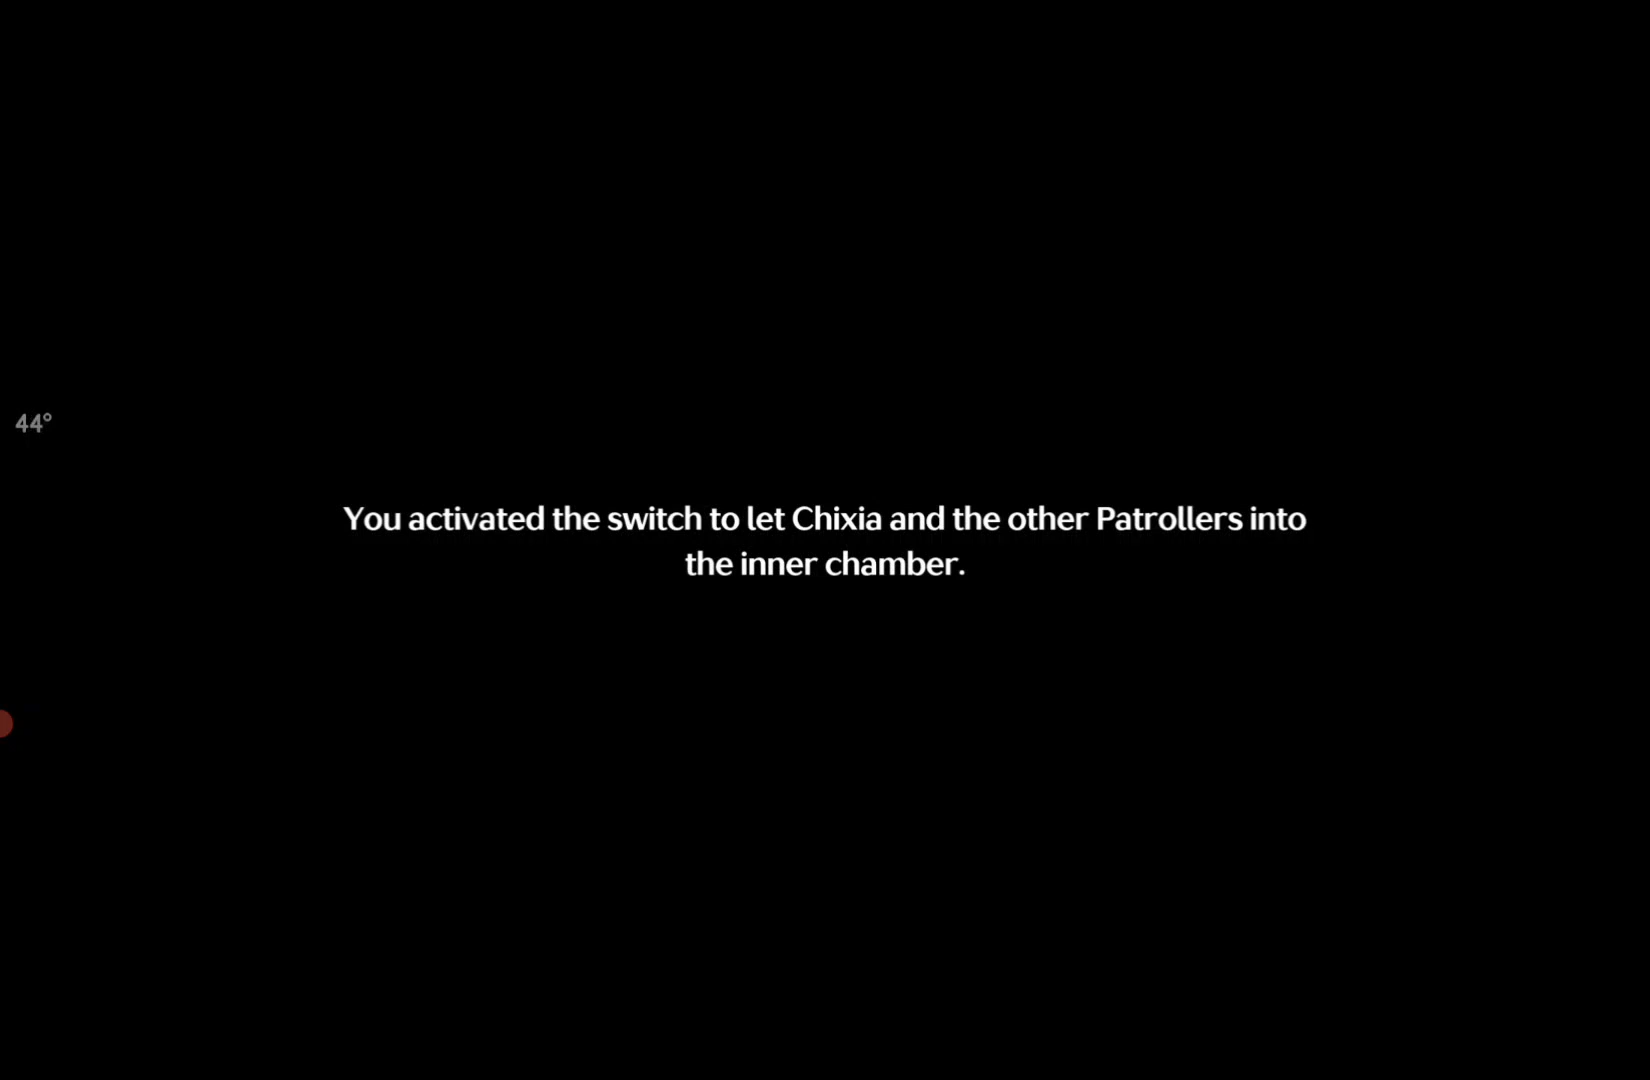 44°
You activated the switch to let Chixia and the other Patrollers into
the inner chamber.